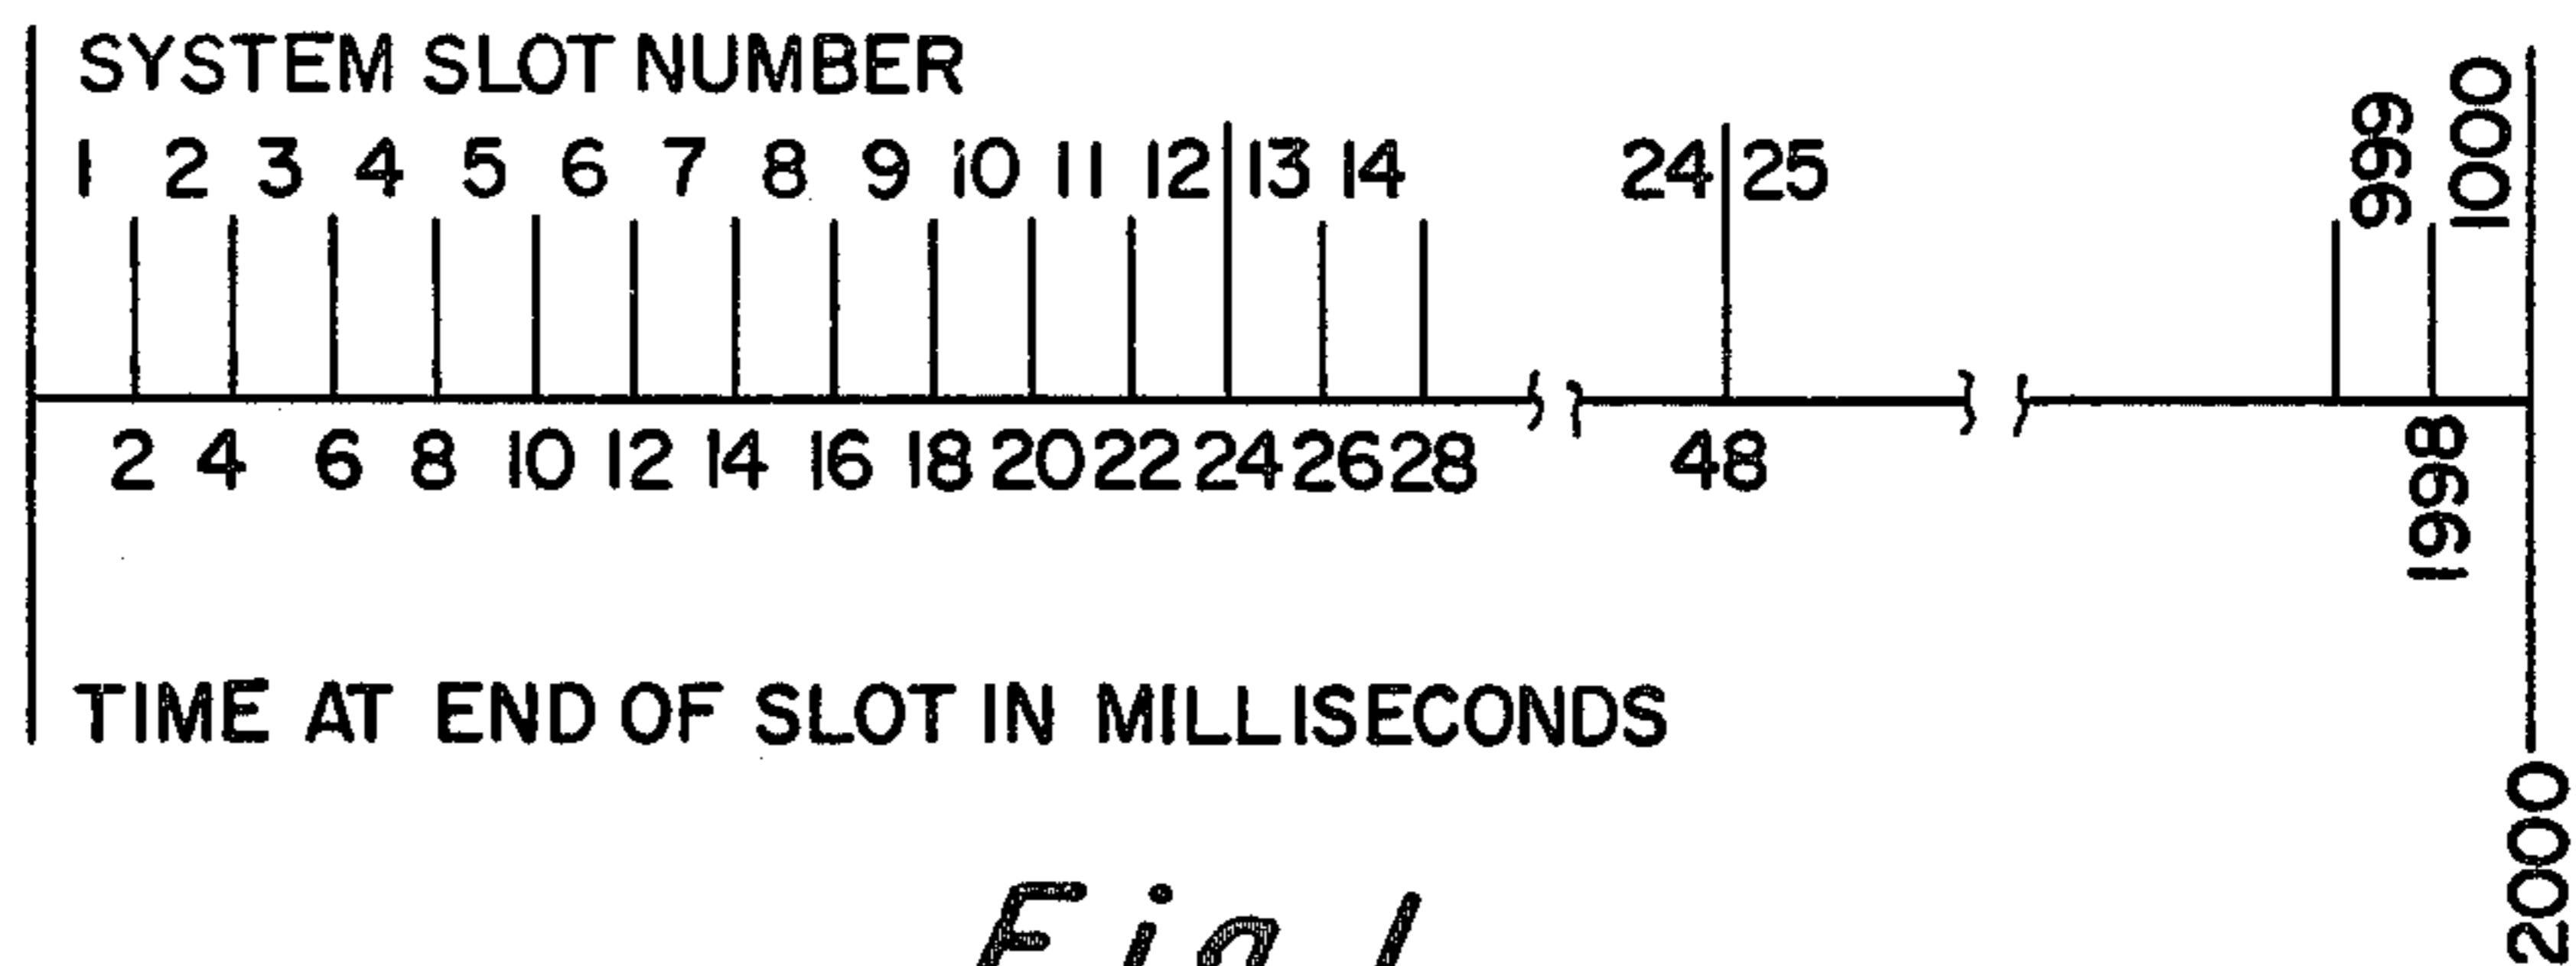 SYSTEM SLOT NUMBER
1 2 3 4 5 6 7 8 9 10 11 12 13 14 24 25 999 1000
2 4 6 8 10 12 14 16 18 20 22 24 26 28 48 1998
TIME AT END OF SLOT IN MILLISECONDS
2000
Fig 1